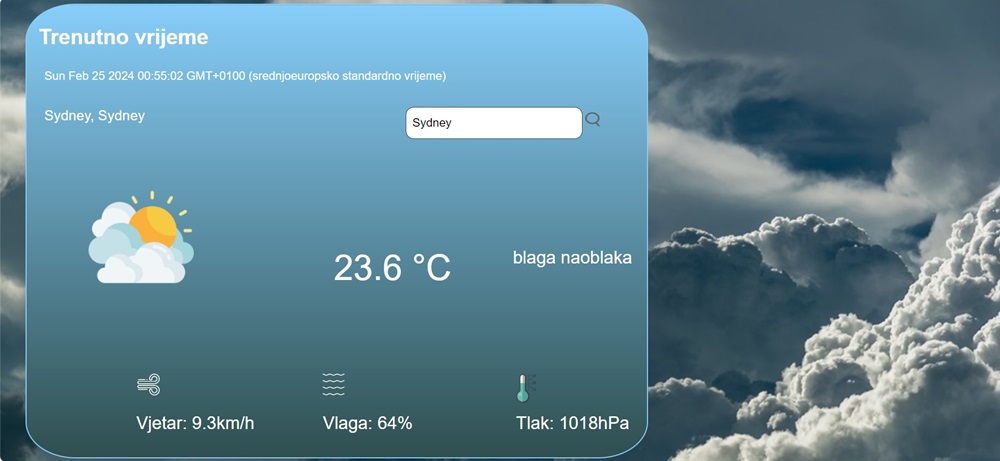 Trenutno vrijeme
Sun Feb 25 2024 00:55:02 GMT+0100 (srednjoeuropsko standardno vrijeme)
Sydney, Sydney
Sydney
23.6 °C
blaga naoblaka
Vjetar: 9.3km/h
Vlaga: 64%
Tlak: 1018hPa